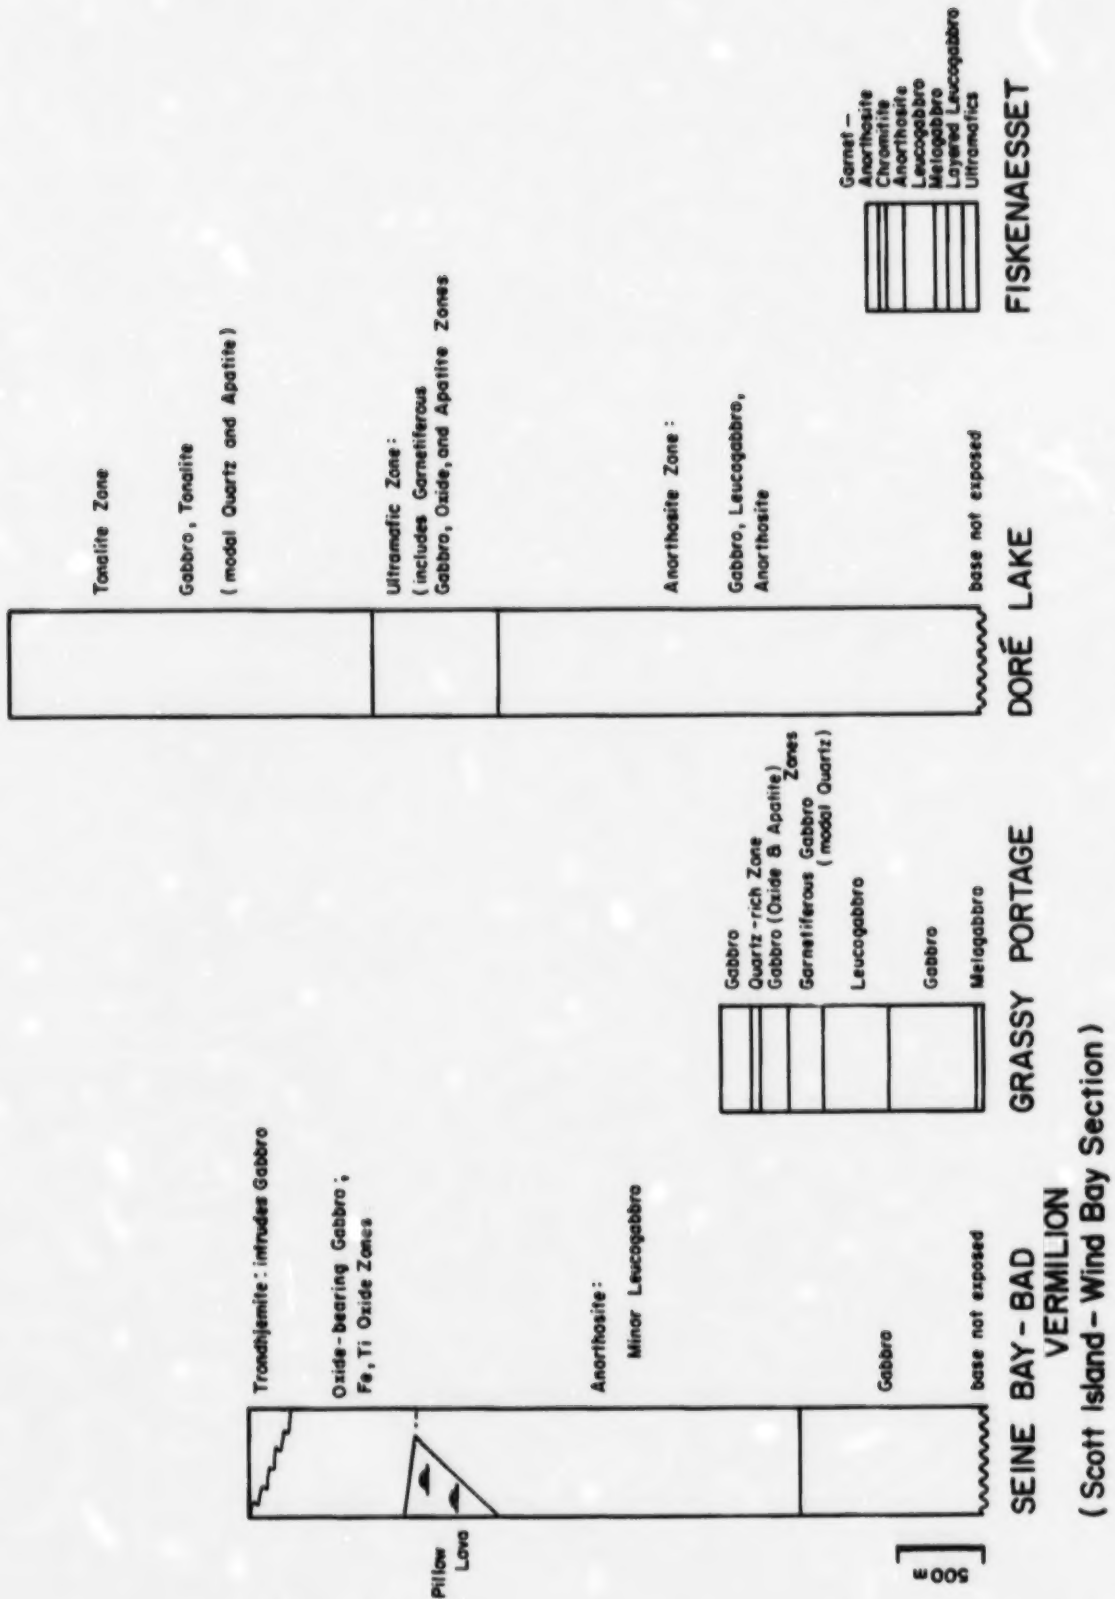 Trondhjemite: intrudes Gabbro
Oxide-bearing Gabbro;
Fe, Ti Oxide Zones
Pillow
Lava
Anorthosite:
Minor Leucogabbro
Gabbro
base not exposed
500 m
SEINE BAY-BAD
VERMILION
(Scott Island-Wind Bay Section)
Gabbro
Quartz-rich Zone
Gabbro (Oxide & Apatite) Zones
Garnetiferous Gabbro
(modal Quartz)
Leucogabbro
Gabbro
Melagabbro
GRASSY PORTAGE
Tonalite Zone
Gabbro, Tonalite
(modal Quartz and Apatite)
Ultramafic Zone:
(includes Garnetiferous
Gabbro, Oxide, and Apatite Zones
Anorthosite Zone:
Gabbro, Leucogabbro,
Anorthosite
base not exposed
DORÉ LAKE
Garnet-
Anorthosite
Chromitite
Anorthosite
Leucogabbro
Melagabbro
Layered Leucogabbro
Ultramafics
FISKENAESSET